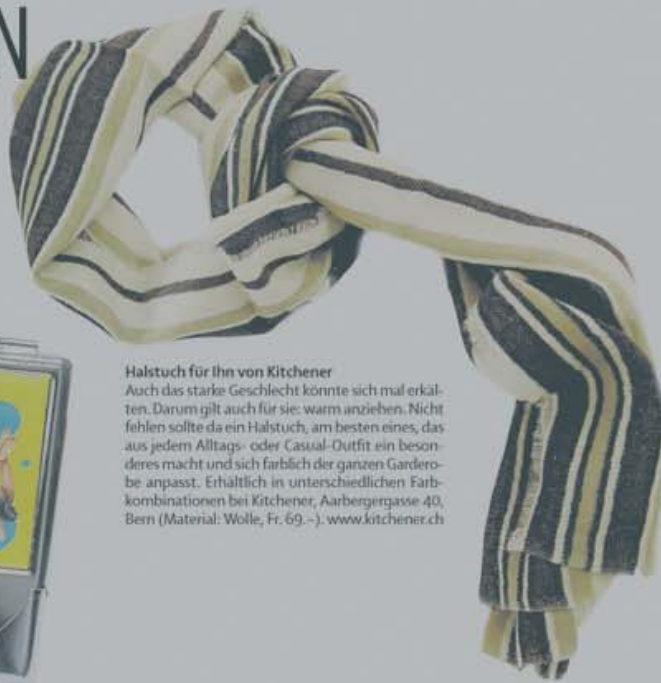 N
Halstuch für Ihn von Kitchener
Auch das starke Geschlecht könnte sich mal erkäl-
ten. Darum gilt auch für sie: warm anziehen. Nicht
fehlen sollte da ein Halstuch, am besten eines, das
aus jedem Alltags- oder Casual-Outfit ein beson-
deres macht und sich farblich der ganzen Gardero-
be anpasst. Erhältlich in unterschiedlichen Farb-
kombinationen bei Kitchener, Aarbergergasse 40,
Bern (Material: Wolle, Fr. 69.–). www.kitchener.ch